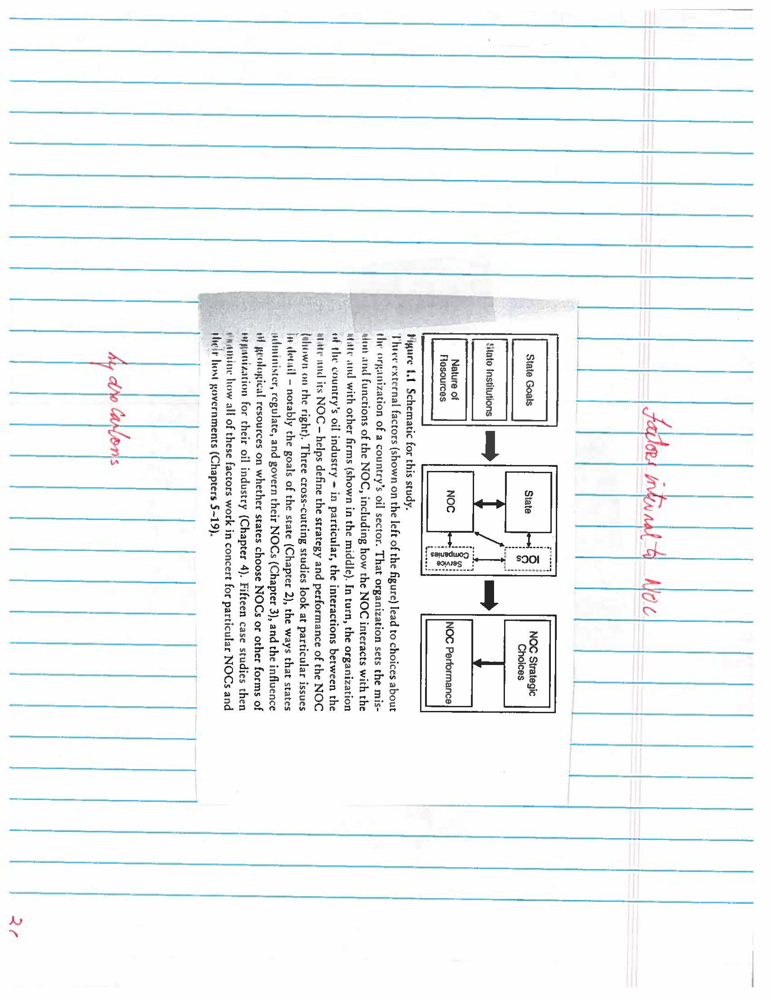 Factors internal to NOC
State Goals
State Institutions
Nature of
Resources
State
NOC
IOCs
Service
Companies
NOC Strategic
Choices
NOC Performance
Figure 1.1 Schematic for this study.
Three external factors (shown on the left of the figure) lead to choices about
the organization of a country's oil sector. That organization sets the mis-
sion and functions of the NOC, including how the NOC interacts with the
state and with other firms (shown in the middle). In turn, the organization
of the country's oil industry – in particular, the interactions between the
state and its NOC – helps define the strategy and performance of the NOC
(shown on the right). Three cross-cutting studies look at particular issues
in detail – notably the goals of the state (Chapter 2), the ways that states
administer, regulate, and govern their NOCs (Chapter 3), and the influence
of geological resources on whether states choose NOCs or other forms of
organization for their oil industry (Chapter 4). Fifteen case studies then
examine how all of these factors work in concert for particular NOCs and
their host governments (Chapters 5–19).
hydrocarbons